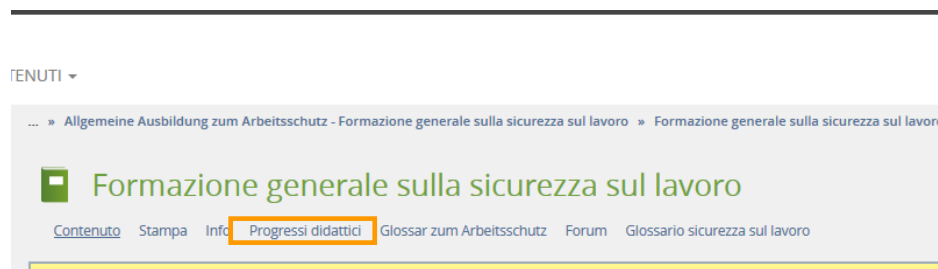 TENUTI
... » Allgemeine Ausbildung zum Arbeitsschutz - Formazione generale sulla sicurezza sul lavoro » Formazione generale sulla sicurezza sul lavoro
Formazione generale sulla sicurezza sul lavoro
Contenuto Stampa Info Progressi didattici Glossar zum Arbeitsschutz Forum Glossario sicurezza sul lavoro